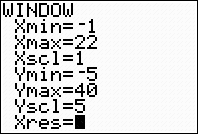 WINDOW
Xmin=-1
Xmax=22
Xscl=1
Ymin=-5
Ymax=40
Yscl=5
Xres=